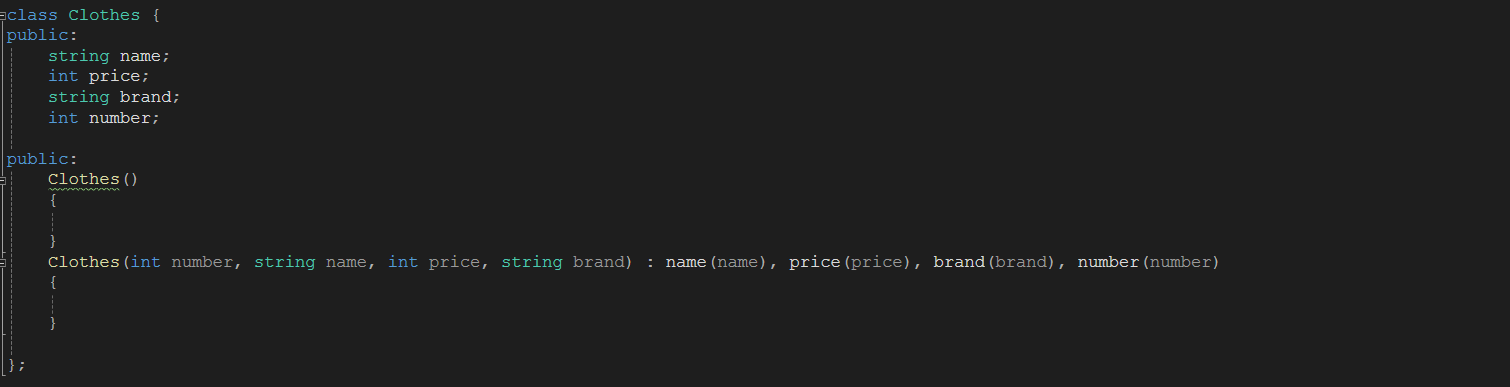 class Clothes {
public:
    string name;
    int price;
    string brand;
    int number;
public:
    Clothes()
    {
    }
    Clothes(int number, string name, int price, string brand) : name(name), price(price), brand(brand), number(number)
    {
    }
};